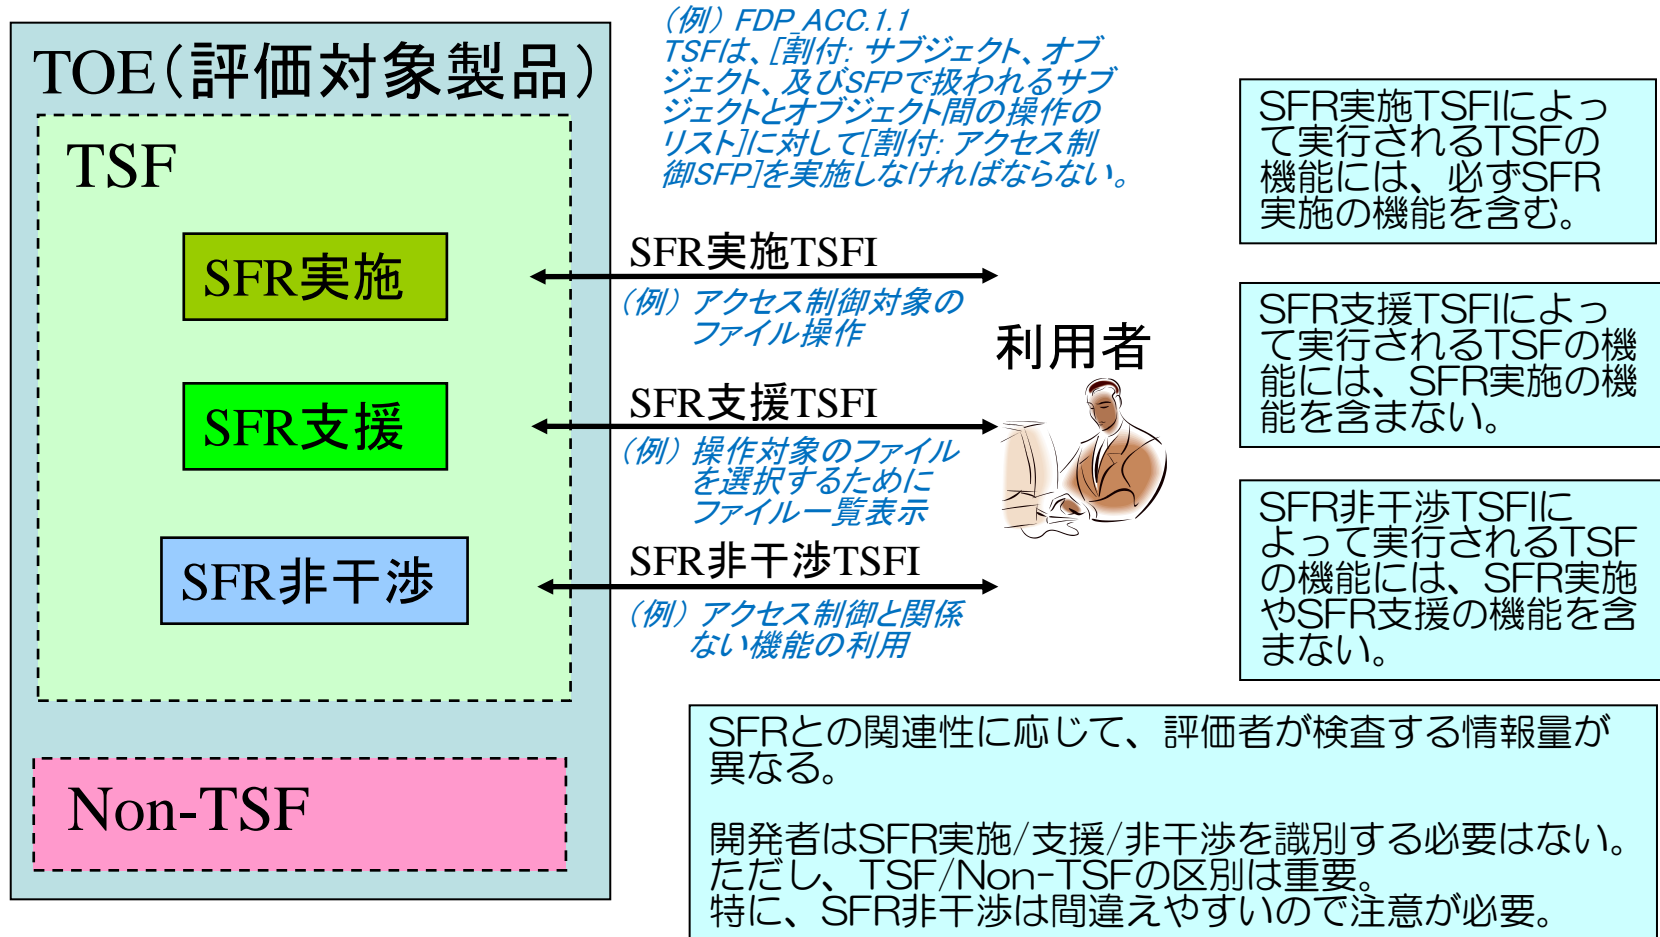 TOE（評価対象製品）
TSF
SFR実施
SFR支援
SFR非干渉
Non-TSF
（例）FDP_ACC.1.1
TSFは、[割付: サブジェクト、オブ
ジェクト、及びSFPで扱われるサブ
ジェクトとオブジェクト間の操作の
リスト]に対して[割付: アクセス制
御SFP]を実施しなければならない。
SFR実施TSFI
（例）アクセス制御対象の
ファイル操作
SFR支援TSFI
（例）操作対象のファイル
を選択するために
ファイル一覧表示
SFR非干渉TSFI
（例）アクセス制御と関係
ない機能の利用
利用者
SFR実施TSFIによっ
て実行されるTSFの
機能には、必ずSFR
実施の機能を含む。
SFR支援TSFIによっ
て実行されるTSFの機
能には、SFR実施の機
能を含まない。
SFR非干渉TSFIに
よって実行されるTSF
の機能には、SFR実施
やSFR支援の機能を含
まない。
SFRとの関連性に応じて、評価者が検査する情報量が
異なる。
開発者はSFR実施/支援/非干渉を識別する必要はない。
ただし、TSF/Non-TSFの区別は重要。
特に、SFR非干渉は間違えやすいので注意が必要。